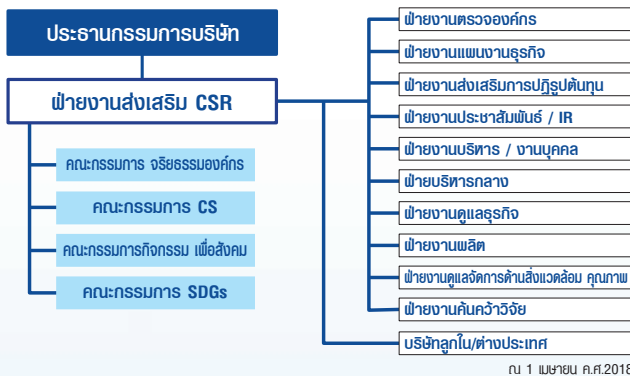 ประธานกรรมการบริษัท
ฝ่ายงานส่งเสริม CSR
คณะกรรมการ จริยธรรมองค์กร
คณะกรรมการ CS
คณะกรรมการกิจกรรม เพื่อสังคม
คณะกรรมการ SDGs
ฝ่ายงานตรวจองค์กร
ฝ่ายงานแผนงานธุรกิจ
ฝ่ายงานส่งเสริมการปฏิรูปต้นทุน
ฝ่ายงานประชาสัมพันธ์ / IR
ฝ่ายงานบริหาร / งานบุคคล
ฝ่ายบริหารกลาง
ฝ่ายงานดูแลธุรกิจ
ฝ่ายงานผลิต
ฝ่ายงานดูแลจัดการด้านสิ่งแวดล้อม คุณภาพ
ฝ่ายงานค้นคว้าวิจัย
บริษัทลูกใน/ต่างประเทศ
ณ 1 เมษายน ค.ศ.2018